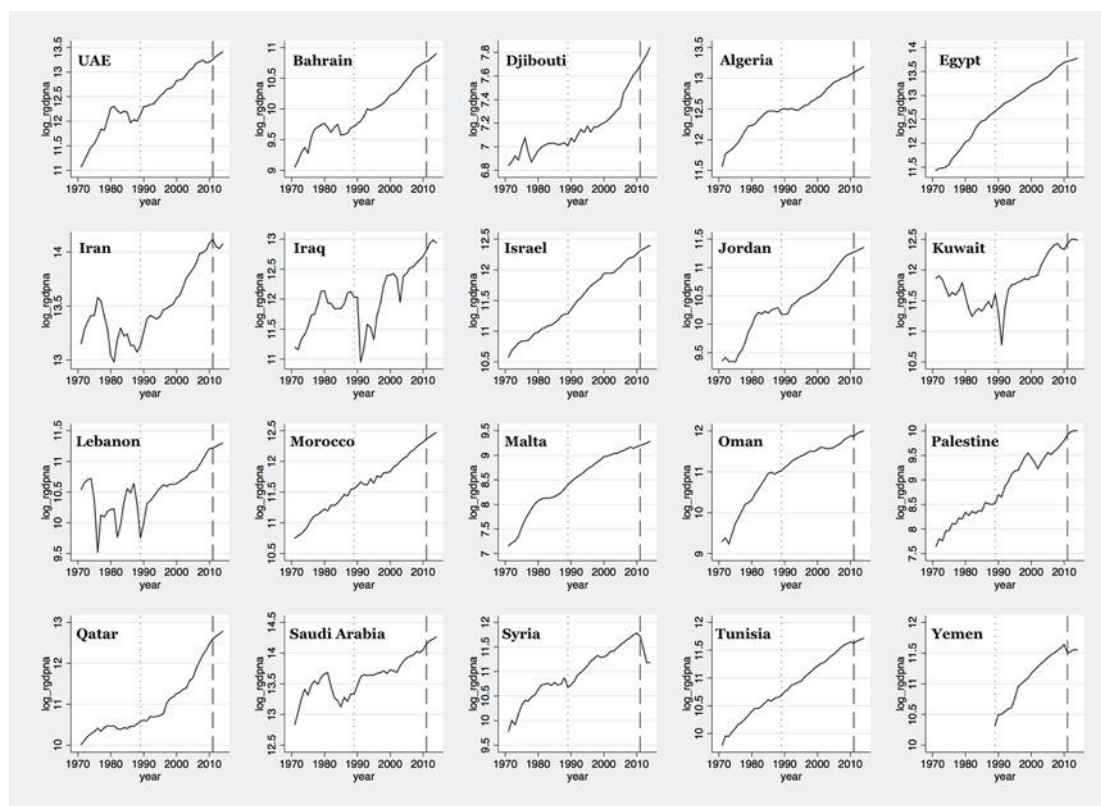 UAE
log_rgdpna
11 11.5 12 12.5 13 13.5
1970 1980 1990 2000 2010
year
Bahrain
log_rgdpna
9 9.5 10 10.5 11
1970 1980 1990 2000 2010
year
Djibouti
log_rgdpna
6.8 7 7.2 7.4 7.6 7.8
1970 1980 1990 2000 2010
year
Algeria
log_rgdpna
11.5 12 12.5 13 13.5
1970 1980 1990 2000 2010
year
Egypt
log_rgdpna
11.5 12 12.5 13 13.5 14
1970 1980 1990 2000 2010
year
Iran
log_rgdpna
13 13.5 14
1970 1980 1990 2000 2010
year
Iraq
log_rgdpna
11 11.5 12 12.5 13
1970 1980 1990 2000 2010
year
Israel
log_rgdpna
10.5 11 11.5 12 12.5
1970 1980 1990 2000 2010
year
Jordan
log_rgdpna
9.5 10 10.5 11 11.5
1970 1980 1990 2000 2010
year
Kuwait
log_rgdpna
10.5 11 11.5 12 12.5
1970 1980 1990 2000 2010
year
Lebanon
log_rgdpna
9.5 10 10.5 11 11.5
1970 1980 1990 2000 2010
year
Morocco
log_rgdpna
10.5 11 11.5 12 12.5
1970 1980 1990 2000 2010
year
Malta
log_rgdpna
7 7.5 8 8.5 9 9.5
1970 1980 1990 2000 2010
year
Oman
log_rgdpna
9 10 11 12
1970 1980 1990 2000 2010
year
Palestine
log_rgdpna
7.5 8 8.5 9 9.5 10
1970 1980 1990 2000 2010
year
Qatar
log_rgdpna
10 11 12 13
1970 1980 1990 2000 2010
year
Saudi Arabia
log_rgdpna
12.5 13 13.5 14 14.5
1970 1980 1990 2000 2010
year
Syria
log_rgdpna
9.5 10 10.5 11 11.5 12
1970 1980 1990 2000 2010
year
Tunisia
log_rgdpna
10 10.5 11 11.5 12
1970 1980 1990 2000 2010
year
Yemen
log_rgdpna
10 10.5 11 11.5 12
1970 1980 1990 2000 2010
year